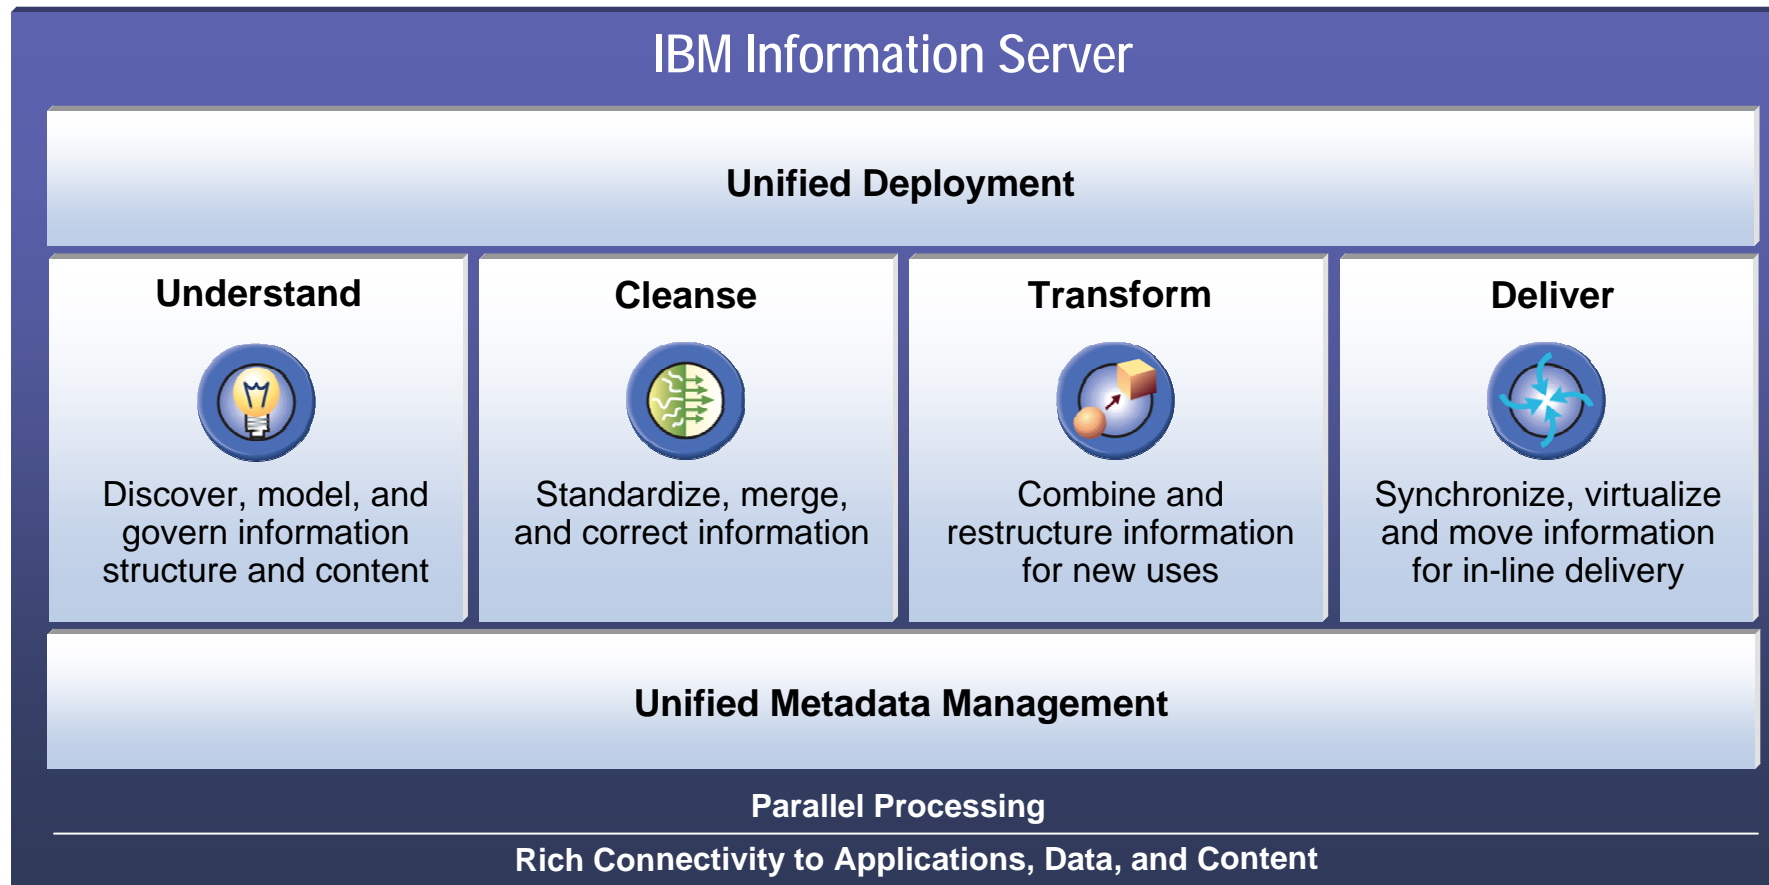 IBM Information Server
Unified Deployment
Understand
Discover, model, and
govern information
structure and content
Cleanse
Standardize, merge,
and correct information
Transform
Combine and
restructure information
for new uses
Deliver
Synchronize, virtualize
and move information
for in-line delivery
Unified Metadata Management
Parallel Processing
Rich Connectivity to Applications, Data, and Content